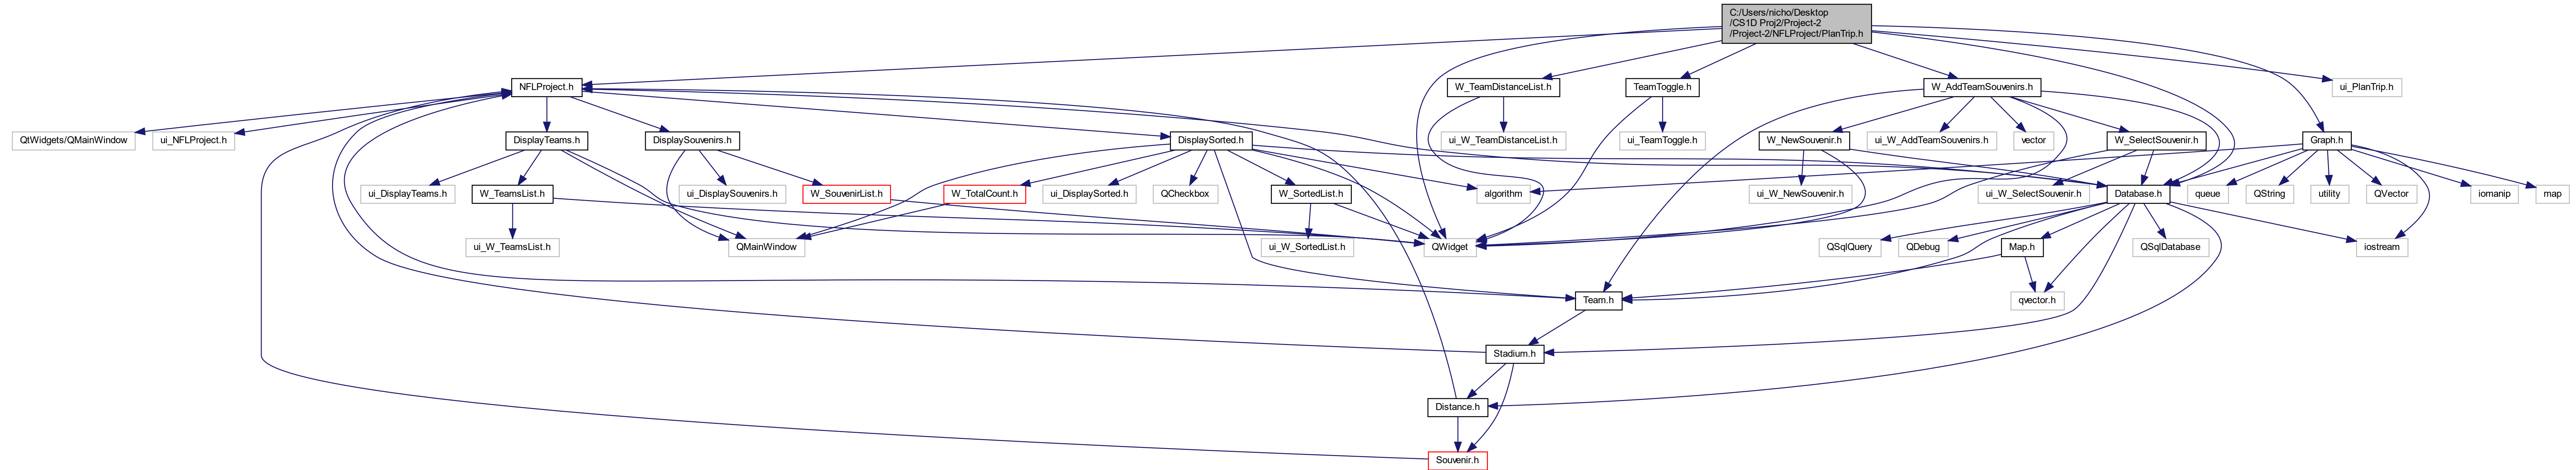 C:/Users/nicho/Desktop
/CS1D Proj2/Project-2
/Project-2/NFLProject/PlanTrip.h
NFLProject.h
W_TeamDistanceList.h
TeamToggle.h
W_AddTeamSouvenirs.h
ui_PlanTrip.h
QtWidgets/QMainWindow
ui_NFLProject.h
DisplayTeams.h
DisplaySouvenirs.h
DisplaySorted.h
ui_W_TeamDistanceList.h
ui_TeamToggle.h
W_NewSouvenir.h
ui_W_AddTeamSouvenirs.h
vector
W_SelectSouvenir.h
Graph.h
ui_DisplayTeams.h
W_TeamsList.h
ui_DisplaySouvenirs.h
W_SouvenirList.h
W_TotalCount.h
ui_DisplaySorted.h
QCheckbox
W_SortedList.h
algorithm
ui_W_NewSouvenir.h
ui_W_SelectSouvenir.h
Database.h
queue
QString
utility
QVector
iomanip
map
ui_W_TeamsList.h
QMainWindow
ui_W_SortedList.h
QWidget
QSqlQuery
QDebug
Map.h
QSqlDatabase
iostream
Team.h
qvector.h
Stadium.h
Distance.h
Souvenir.h